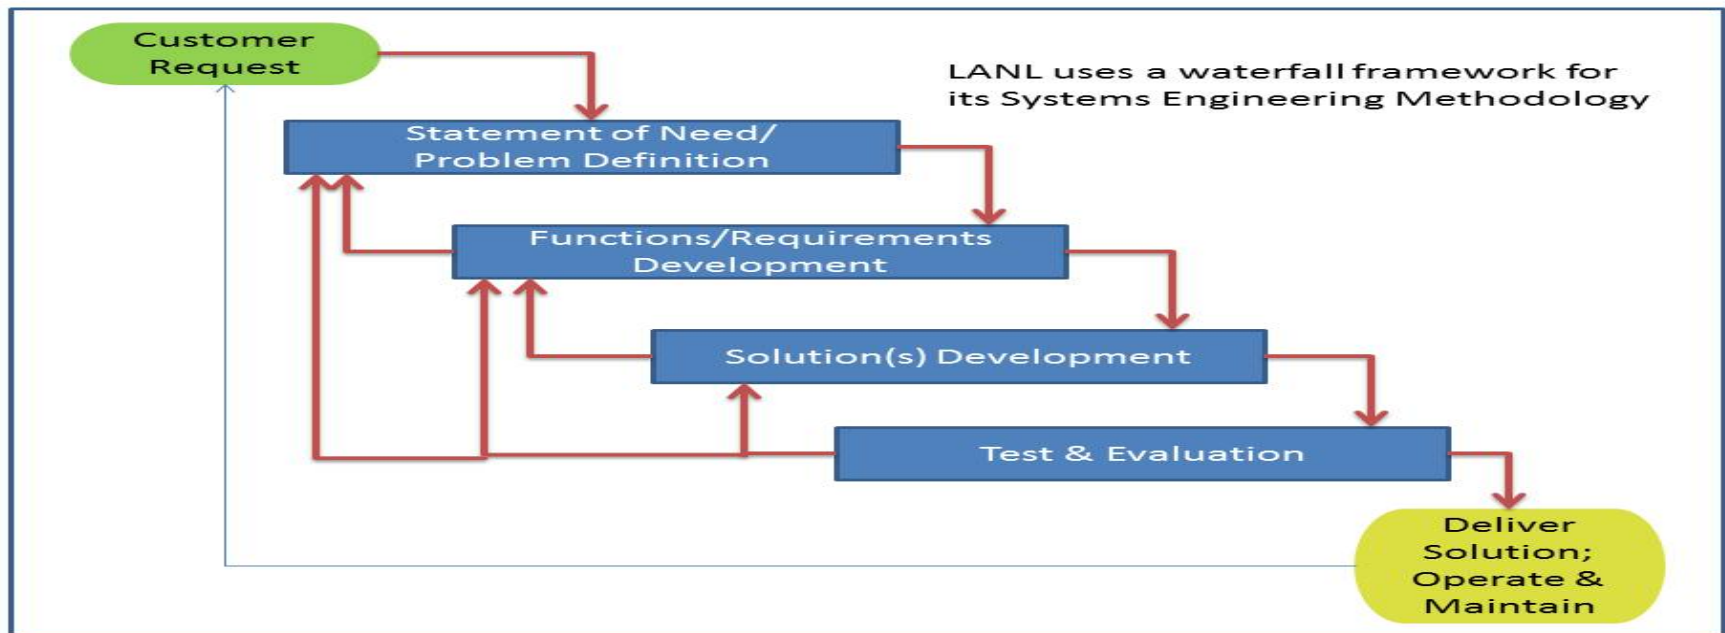 Customer
Request
LANL uses a waterfall framework for
its Systems Engineering Methodology
Statement of Need/
Problem Definition
Functions/Requirements
Development
Solution(s) Development
Test & Evaluation
Deliver
Solution;
Operate &
Maintain